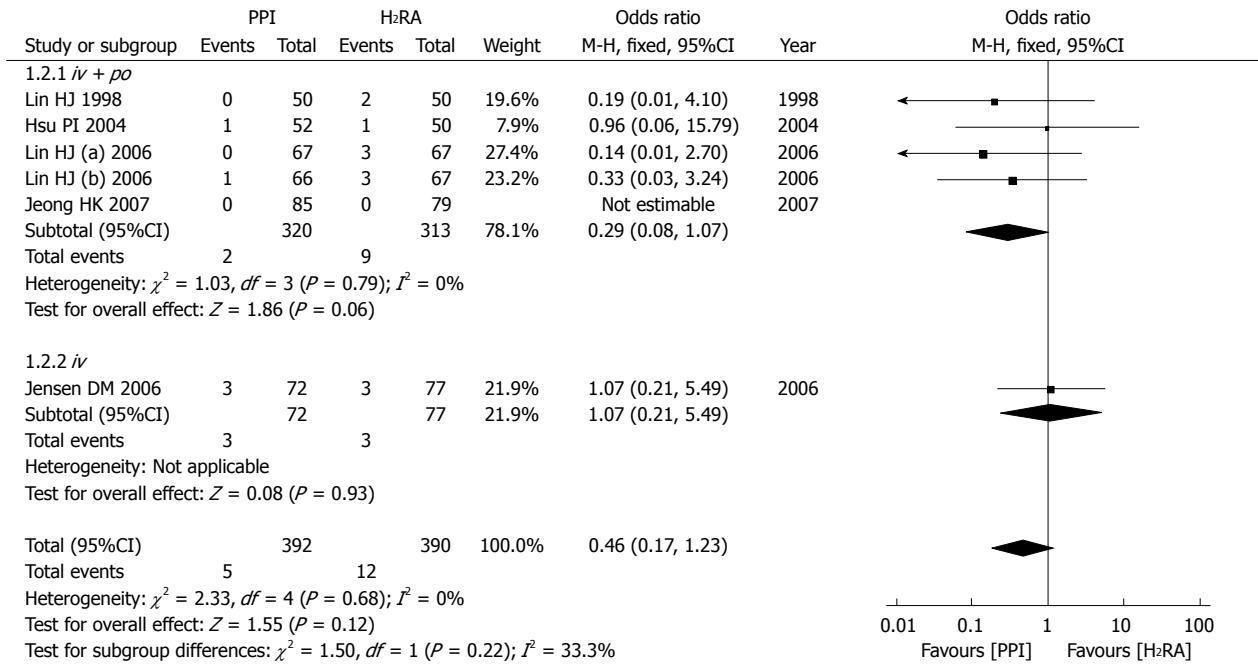 PPI H2RA Odds ratio Odds ratio
Study or subgroup Events Total Events Total Weight M-H, fixed, 95%CI Year M-H, fixed, 95%CI
1.2.1 iv + po
Lin HJ 1998 0 50 2 50 19.6% 0.19 (0.01, 4.10) 1998
Hsu PI 2004 1 52 1 50 7.9% 0.96 (0.06, 15.79) 2004
Lin HJ (a) 2006 0 67 3 67 27.4% 0.14 (0.01, 2.70) 2006
Lin HJ (b) 2006 1 66 3 67 23.2% 0.33 (0.03, 3.24) 2006
Jeong HK 2007 0 85 0 79 Not estimable 2007
Subtotal (95%CI) 320 313 78.1% 0.29 (0.08, 1.07)
Total events 2 9
Heterogeneity: χ² = 1.03, df = 3 (P = 0.79); I² = 0%
Test for overall effect: Z = 1.86 (P = 0.06)
1.2.2 iv
Jensen DM 2006 3 72 3 77 21.9% 1.07 (0.21, 5.49) 2006
Subtotal (95%CI) 72 77 21.9% 1.07 (0.21, 5.49)
Total events 3 3
Heterogeneity: Not applicable
Test for overall effect: Z = 0.08 (P = 0.93)
Total (95%CI) 392 390 100.0% 0.46 (0.17, 1.23)
Total events 5 12
Heterogeneity: χ² = 2.33, df = 4 (P = 0.68); I² = 0%
Test for overall effect: Z = 1.55 (P = 0.12)
Test for subgroup differences: χ² = 1.50, df = 1 (P = 0.22); I² = 33.3%
0.01 0.1 1 10 100
Favours [PPI] Favours [H2RA]